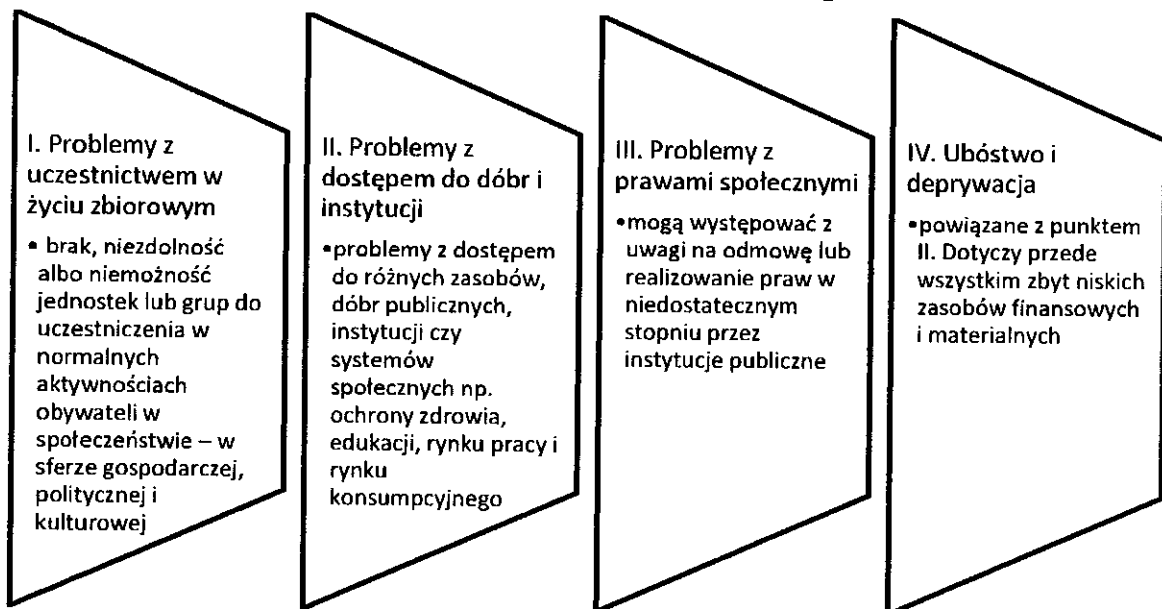 I. Problemy z
uczestnictwem w
życiu zbiorowym
• brak, niezdolność
albo niemożność
jednostek lub grup do
uczestniczenia w
normalnych
aktywnościach
obywateli w
społeczeństwie – w
sferze gospodarczej,
politycznej i
kulturowej
II. Problemy z
dostępem do dóbr i
instytucji
•problemy z dostępem
do różnych zasobów,
dóbr publicznych,
instytucji czy
systemów
społecznych np.
ochrony zdrowia,
edukacji, rynku pracy i
rynku
konsumpcyjnego
III. Problemy z
prawami społecznymi
•mogą występować z
uwagi na odmowę lub
realizowanie praw w
niedostatecznym
stopniu przez
instytucje publiczne
IV. Ubóstwo i
deprywacja
•powiązane z punktem
II. Dotyczy przede
wszystkim zbyt niskich
zasobów finansowych
i materialnych